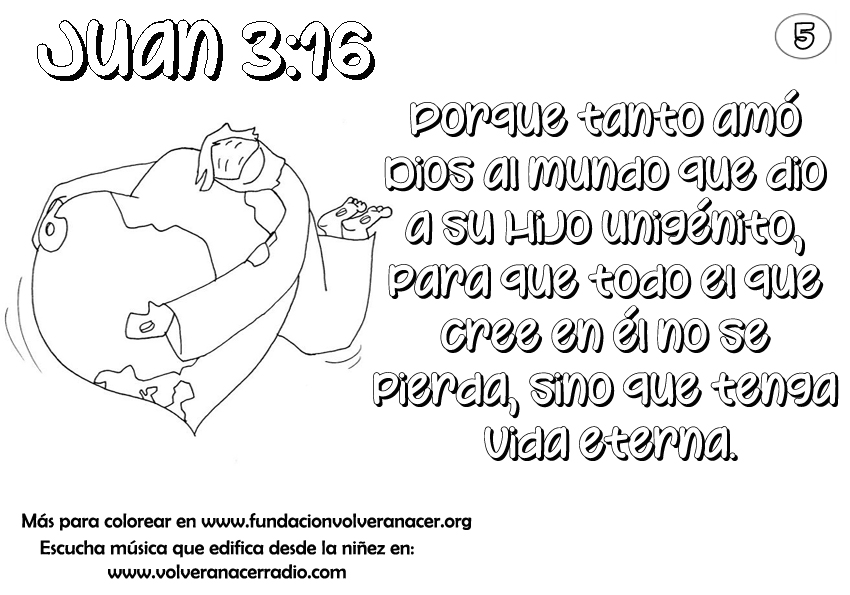 Juan 3:16
5
Porque tanto amó
Dios al mundo que dio
a su Hijo unigénito,
para que todo el que
cree en él no se
pierda, sino que tenga
vida eterna.
Más para colorear en www.fundacionvolveranacer.org
Escucha música que edifica desde la niñez en:
www.volveranacerradio.com